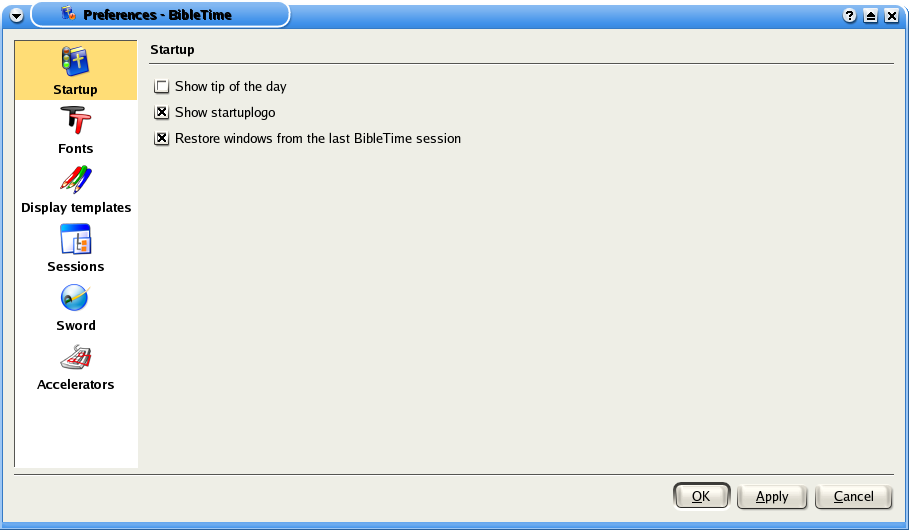 Preferences - BibleTime
Startup
Fonts
Display templates
Sessions
Sword
Accelerators
Startup
Show tip of the day
Show startuplogo
Restore windows from the last BibleTime session
OK
Apply
Cancel